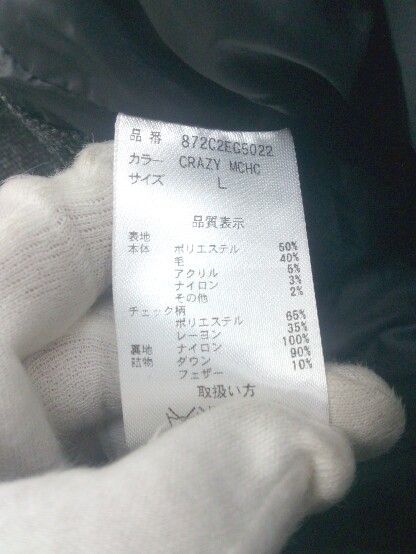 品番 872C2EG5022
カラー CRAZY MCHC
サイズ L
品質表示
表地
本体 ポリエステル 50%
毛 40%
アクリル 5%
ナイロン 3%
その他 2%
チェック柄
ポリエステル 65%
レーヨン 35%
裏地 ナイロン 100%
詰物 ダウン 90%
フェザー 10%
取扱い方